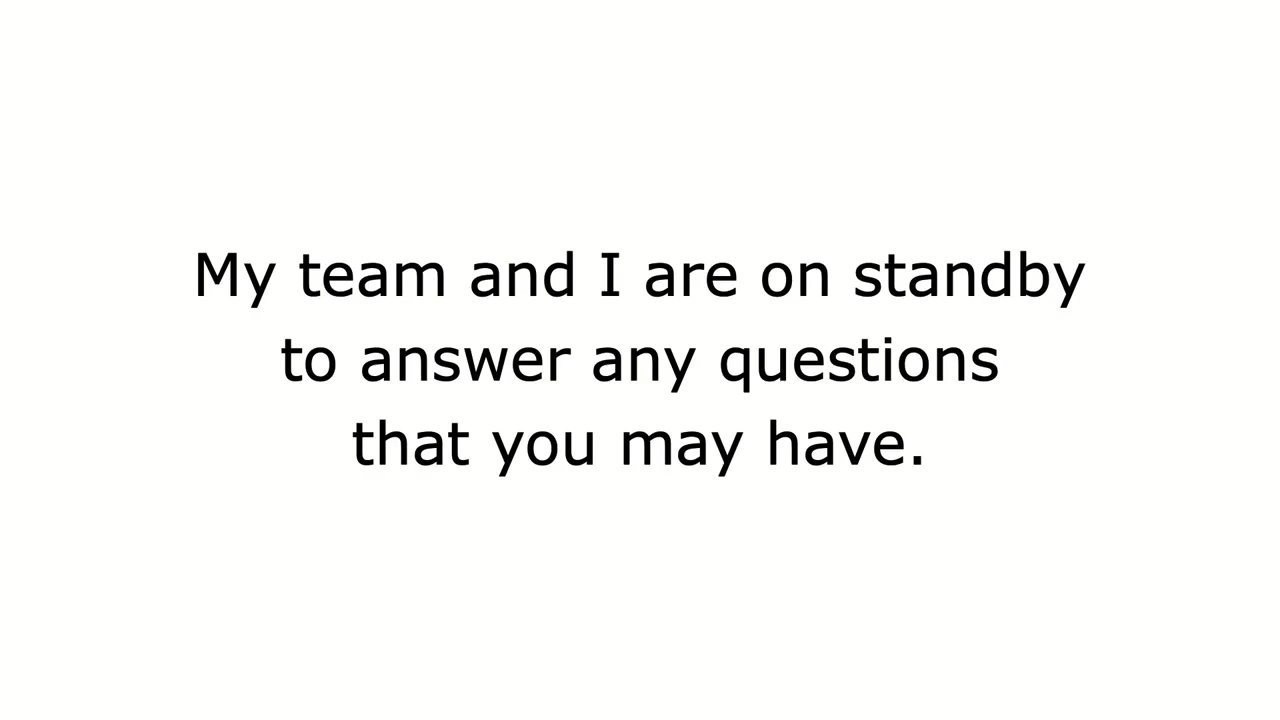 My team and I are on standby
to answer any questions
that you may have.